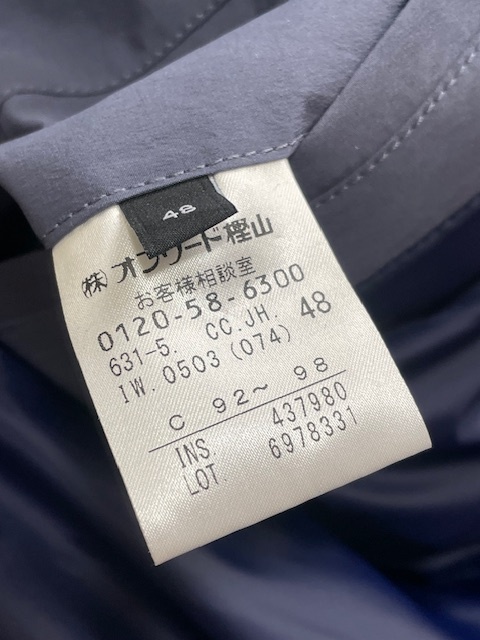 48
(株)オンワード樫山
お客様相談室
0120-58-6300
631-5. CC.JH. 48
IW. 0503 (074)
C 92～ 98
INS. 437980
LOT. 6978331